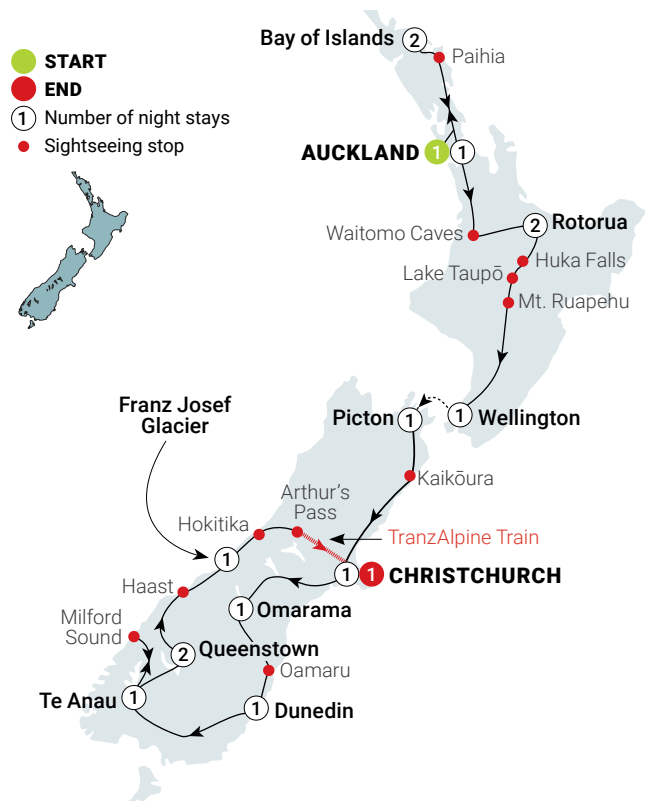 START
END
1 Number of night stays
Sightseeing stop
Bay of Islands 2
Paihia
AUCKLAND 1 1
Waitomo Caves
2 Rotorua
Huka Falls
Lake Taupō
Mt. Ruapehu
Franz Josef
Glacier
Picton 1
1 Wellington
Kaikōura
Arthur's
Pass
Hokitika
TranzAlpine Train
1
1 1 CHRISTCHURCH
Haast
1 Omarama
Milford
Sound
2 Queenstown
Oamaru
Te Anau 1
1 Dunedin